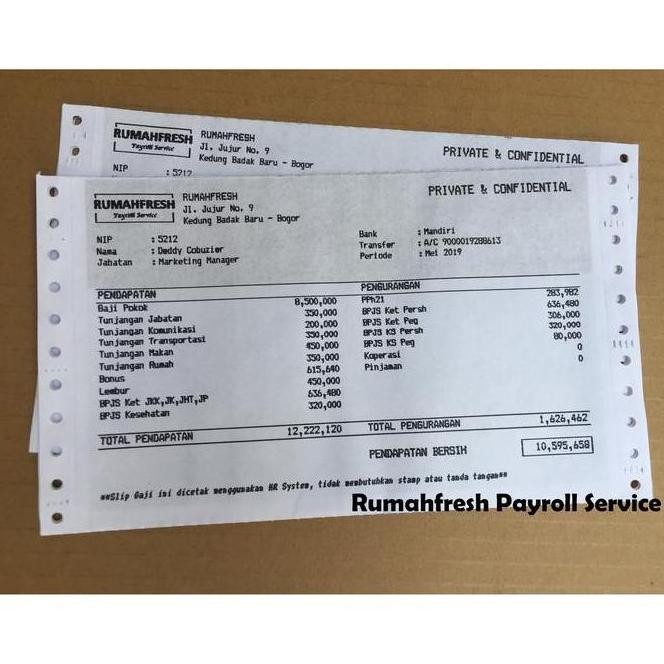 RUMAHFRESH
Payroll Service
RUMAHFRESH
Jl. Jujur No. 9
Kedung Badak Baru - Bogor
PRIVATE & CONFIDENTIAL
NIP : 5212
RUMAHFRESH
Payroll Service
RUMAHFRESH
Jl. Jujur No. 9
Kedung Badak Baru - Bogor
PRIVATE & CONFIDENTIAL
NIP : 5212
Nama : Deddy Cobuzier
Jabatan : Marketing Manager
Bank : Mandiri
Transfer : A/C 9000019288613
Periode : Mei 2019
PENDAPATAN
Gaji Pokok 8,500,000
Tunjangan Jabatan 350,000
Tunjangan Komunikasi 200,000
Tunjangan Transportasi 350,000
Tunjangan Makan 450,000
Tunjangan Rumah 350,000
Bonus 615,640
Lembur 450,000
BPJS Ket JKK,JK,JHT,JP 636,480
BPJS Kesehatan 320,000
TOTAL PENDAPATAN 12,222,120
PENGURANGAN
PPh21 283,982
BPJS Ket Persh 636,480
BPJS Ket Peg 306,000
BPJS KS Persh 320,000
BPJS KS Peg 80,000
Koperasi 0
Pinjaman 0
TOTAL PENGURANGAN 1,626,462
PENDAPATAN BERSIH 10,595,658
**Slip Gaji ini dicetak menggunakan HR System, tidak membutuhkan stamp atau tanda tangan**
Rumahfresh Payroll Service